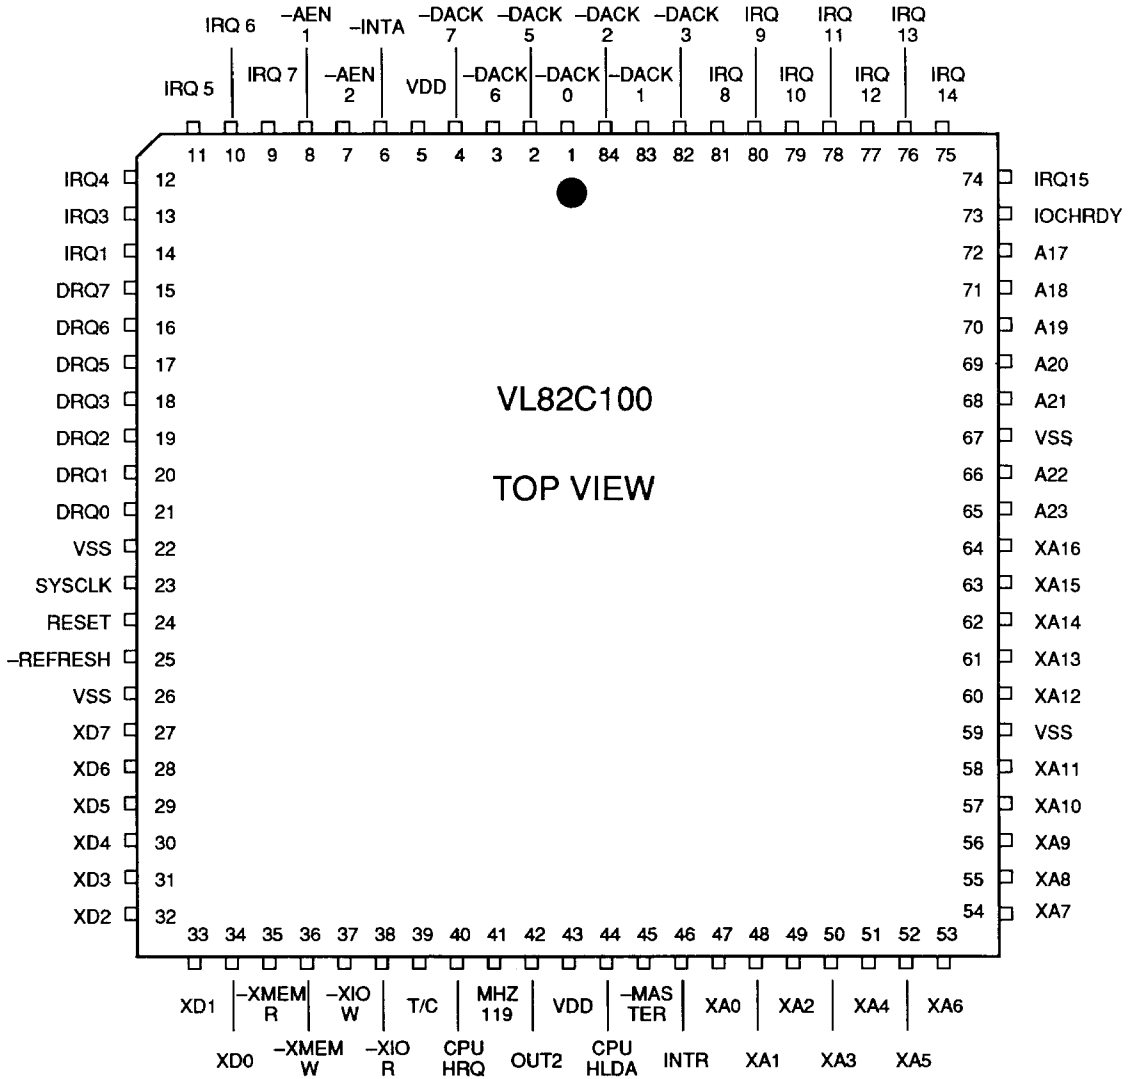 IRQ 6 –AEN 1 –INTA –DACK 7 –DACK 5 –DACK 2 –DACK 3 IRQ 9 IRQ 11 IRQ 13
IRQ 5 IRQ 7 –AEN 2 VDD –DACK 6 –DACK 0 –DACK 1 IRQ 8 IRQ 10 IRQ 12 IRQ 14
11 10 9 8 7 6 5 4 3 2 1 84 83 82 81 80 79 78 77 76 75
IRQ4 12 74 IRQ15
IRQ3 13 73 IOCHRDY
IRQ1 14 72 A17
DRQ7 15 71 A18
DRQ6 16 70 A19
DRQ5 17 69 A20
DRQ3 18 VL82C100 68 A21
DRQ2 19 67 VSS
DRQ1 20 66 A22
TOP VIEW
DRQ0 21 65 A23
VSS 22 64 XA16
SYSCLK 23 63 XA15
RESET 24 62 XA14
–REFRESH 25 61 XA13
VSS 26 60 XA12
XD7 27 59 VSS
XD6 28 58 XA11
XD5 29 57 XA10
XD4 30 56 XA9
XD3 31 55 XA8
XD2 32 54 XA7
33 34 35 36 37 38 39 40 41 42 43 44 45 46 47 48 49 50 51 52 53
XD1 –XMEM R –XIO W T/C MHZ 119 VDD –MAS TER XA0 XA2 XA4 XA6
XD0 –XMEM W –XIO R CPU HRQ OUT2 CPU HLDA INTR XA1 XA3 XA5